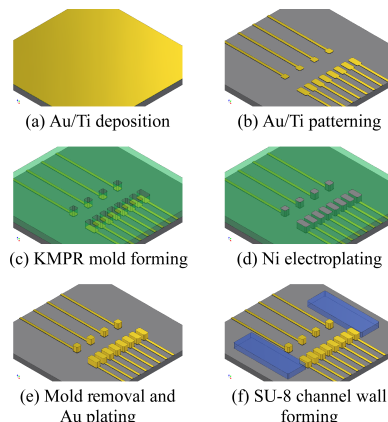 (a) Au/Ti deposition
(b) Au/Ti patterning
(c) KMPR mold forming
(d) Ni electroplating
(e) Mold removal and
Au plating
(f) SU-8 channel wall
forming